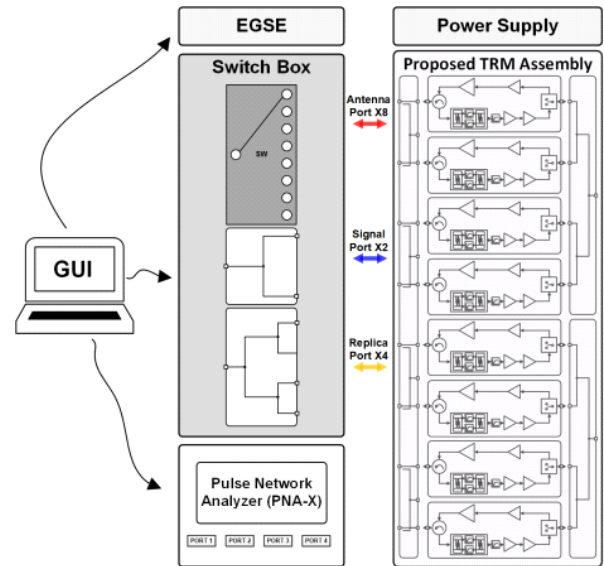 EGSE
Power Supply
Switch Box
SW
Proposed TRM Assembly
Antenna
Port X8
Signal
Port X2
Replica
Port X4
GUI
Pulse Network
Analyzer (PNA-X)
PORT 1
PORT 2
PORT 3
PORT 4